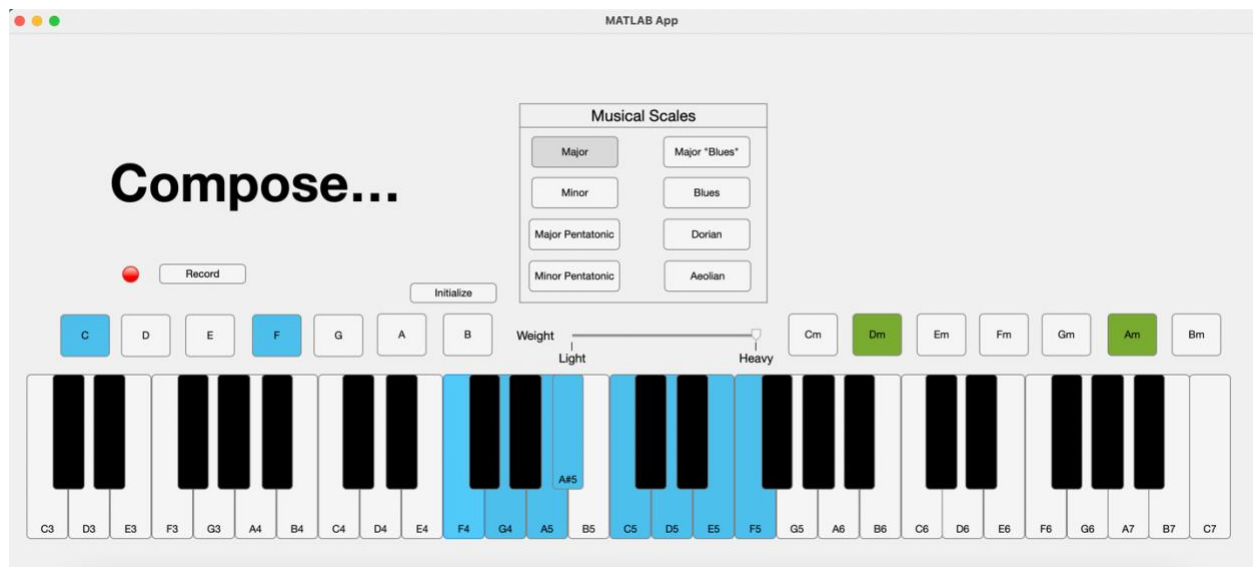 MATLAB App
Musical Scales
Major Major "Blues"
Compose...
Minor Blues
Major Pentatonic Dorian
Record Minor Pentatonic Aeolian
Initialize
C D E F G A B Weight Cm Dm Em Fm Gm Am Bm
Light Heavy
A#5
C3 D3 E3 F3 G3 A4 B4 C4 D4 E4 F4 G4 A5 B5 C5 D5 E5 F5 G5 A6 B6 C6 D6 E6 F6 G6 A7 B7 C7